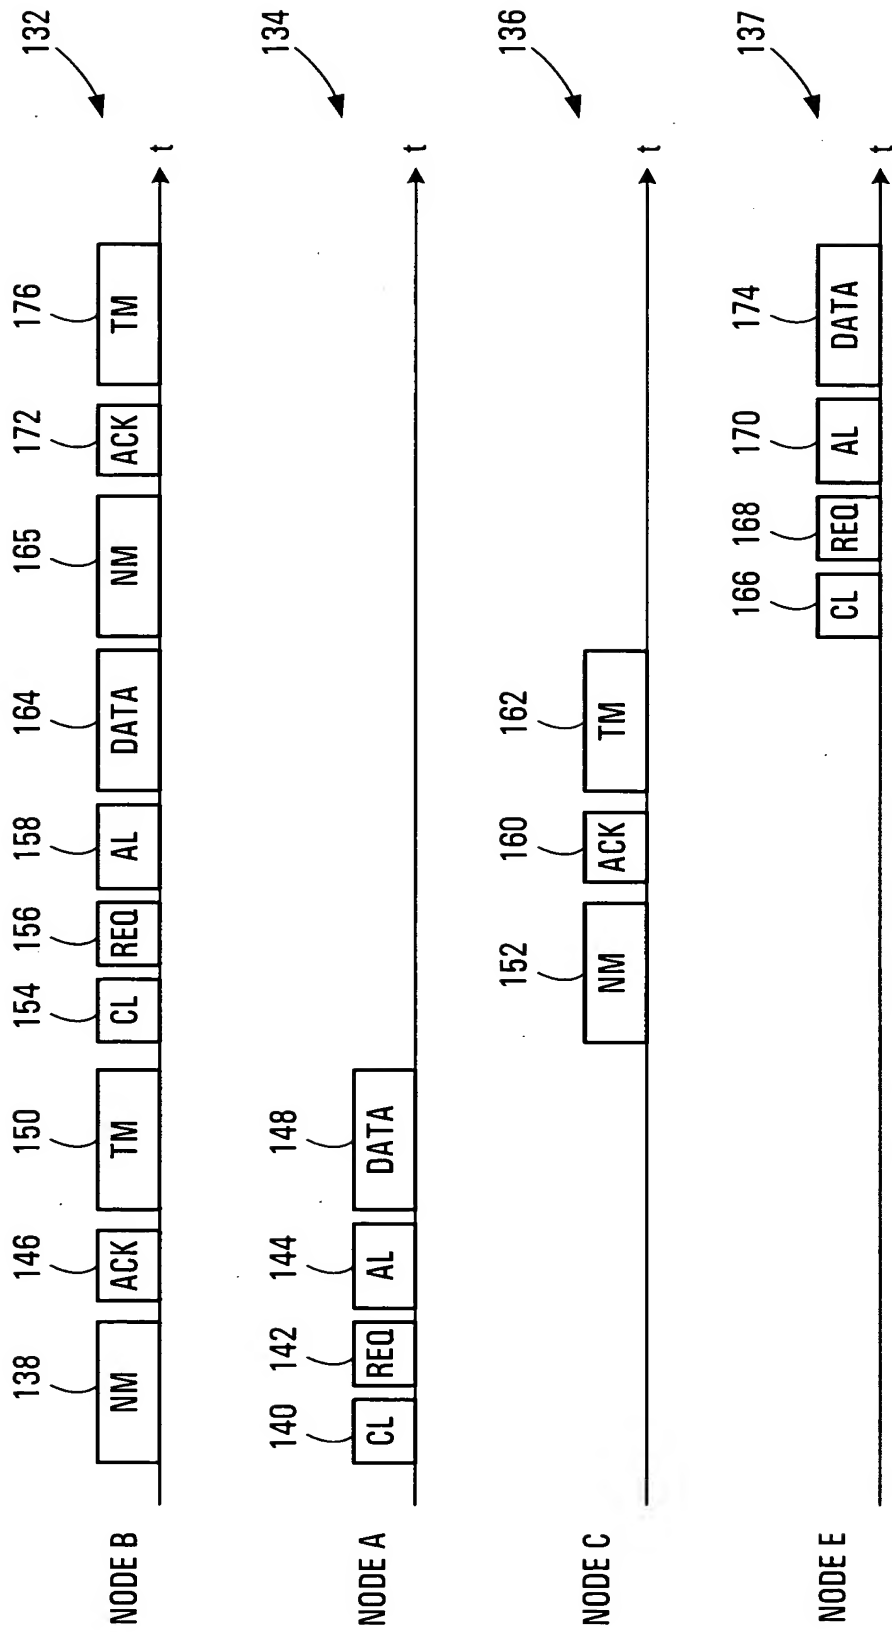 132
138 146 150 154 156 158 164 165 172 176
NODE B NM ACK TM CL REQ AL DATA NM ACK TM t
134
140 142 144 148
NODE A CL REQ AL DATA t
136
152 160 162
NODE C NM ACK TM t
137
166 168 170 174
NODE E CL REQ AL DATA t